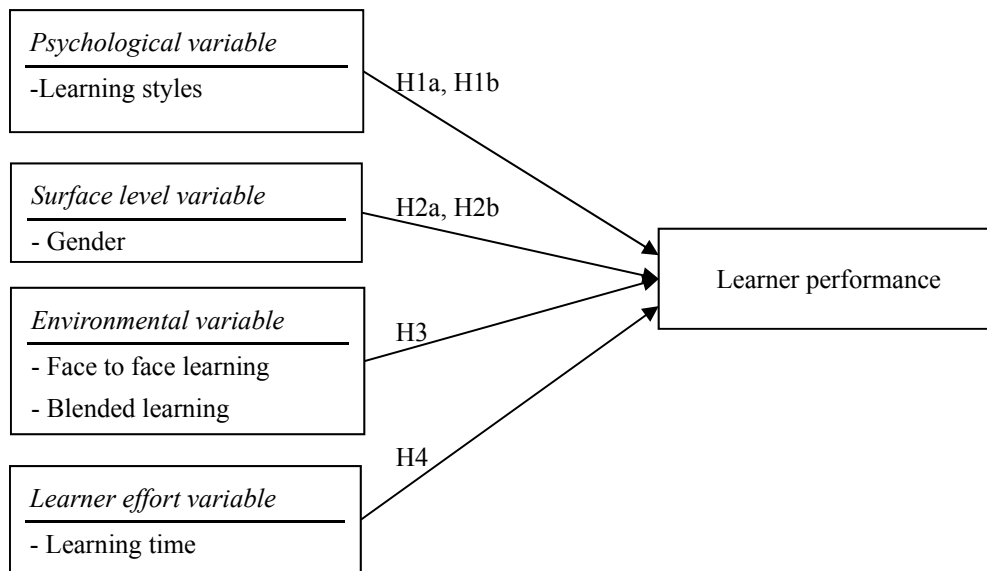 Psychological variable
-Learning styles
H1a, H1b
Surface level variable
- Gender
H2a, H2b
Environmental variable
- Face to face learning
- Blended learning
H3
Learner effort variable
- Learning time
H4
Learner performance